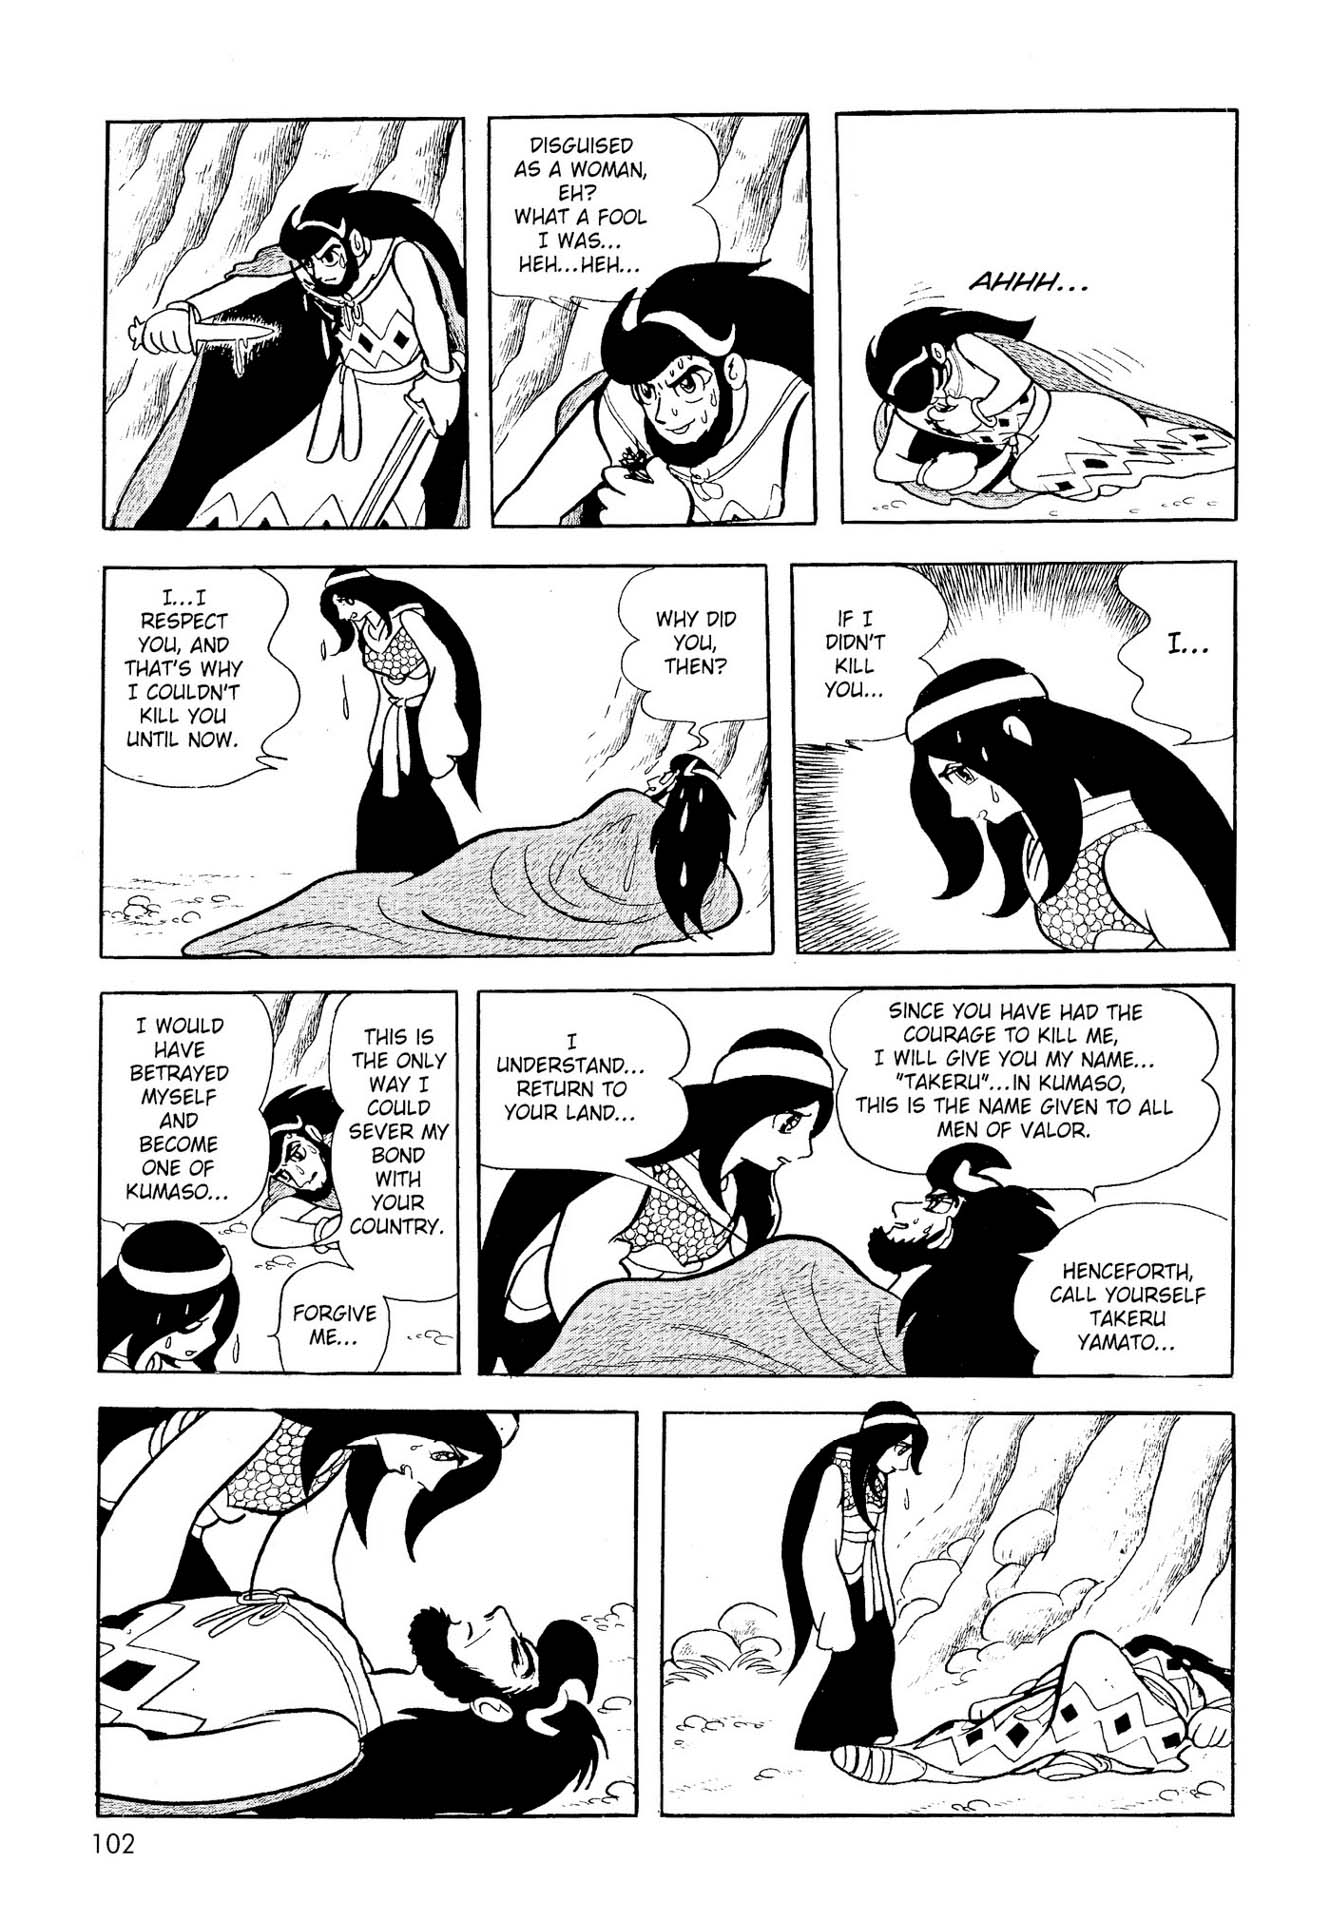 DISGUISED
AS A WOMAN,
EH?
WHAT A FOOL
I WAS...
HEH...HEH...
AHHH...
I...I
RESPECT
YOU, AND
THAT'S WHY
I COULDN'T
KILL YOU
UNTIL NOW.
WHY DID
YOU,
THEN?
IF I
DIDN'T
KILL
YOU...
I...
I WOULD
HAVE
BETRAYED
MYSELF
AND
BECOME
ONE OF
KUMASO...
THIS IS
THE ONLY
WAY I
COULD
SEVER MY
BOND
WITH
YOUR
COUNTRY.
FORGIVE
ME...
I
UNDERSTAND...
RETURN TO
YOUR LAND...
SINCE YOU HAVE HAD THE
COURAGE TO KILL ME,
I WILL GIVE YOU MY NAME...
"TAKERU"...IN KUMASO,
THIS IS THE NAME GIVEN TO ALL
MEN OF VALOR.
HENCEFORTH,
CALL YOURSELF
TAKERU
YAMATO...
102